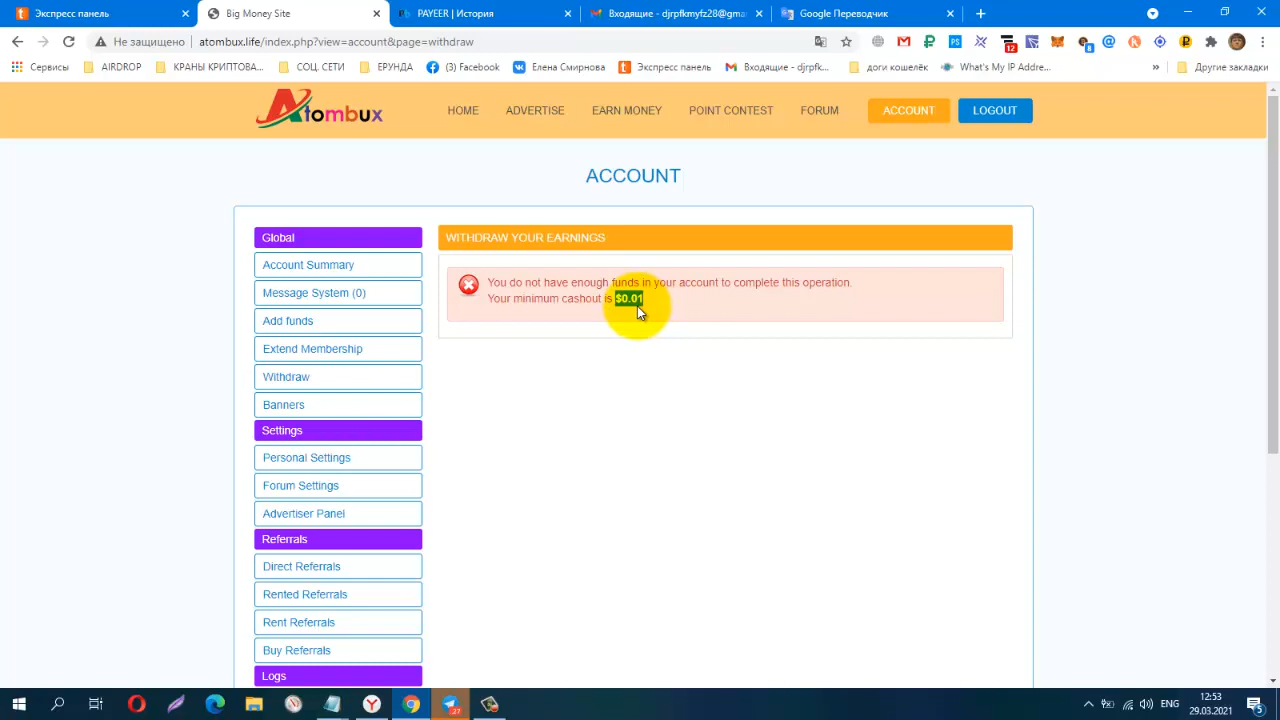 Экспресс панель
Big Money Site
PAYEER | История
Входящие - djrpfkmyfz28@gma
Google Переводчик
Не защищено
atombux.life/index.php?view=account&page=withdraw
12
8
Сервисы
AIRDROP
КРАНЫ КРИПТОВА...
СОЦ. СЕТИ
ЕРУНДА
(3) Facebook
Елена Смирнова
Экспресс панель
Входящие - djrpfk...
доги кошелёк
What's My IP Addre...
»
Другие закладки
Atombux
HOME
ADVERTISE
EARN MONEY
POINT CONTEST
FORUM
ACCOUNT
LOGOUT
ACCOUNT
Global
Account Summary
Message System (0)
Add funds
Extend Membership
Withdraw
Banners
Settings
Personal Settings
Forum Settings
Advertiser Panel
Referrals
Direct Referrals
Rented Referrals
Rent Referrals
Buy Referrals
Logs
WITHDRAW YOUR EARNINGS
You do not have enough funds in your account to complete this operation.
Your minimum cashout is $0.01
27
ENG
12:53
29.03.2021
5